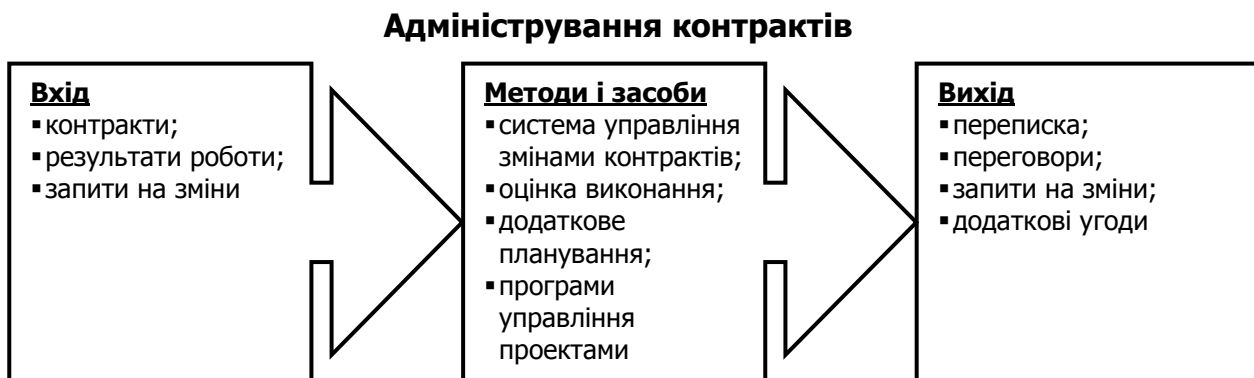 Адміністрування контрактів
Вхід
▪контракти;
▪результати роботи;
▪запити на зміни
Методи і засоби
▪система управління
змінами контрактів;
▪оцінка виконання;
▪додаткове
планування;
▪програми
управління
проектами
Вихід
▪переписка;
▪переговори;
▪запити на зміни;
▪додаткові угоди